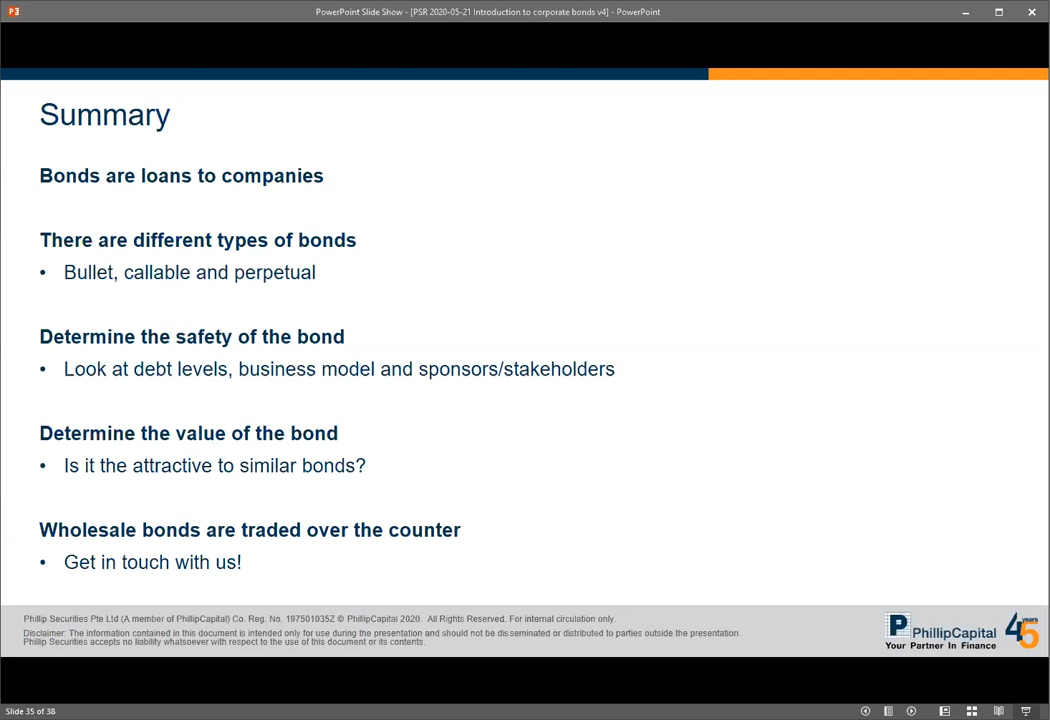 PowerPoint Slide Show - [PSR 2020-05-21 Introduction to corporate bonds v4] - PowerPoint
Summary
Bonds are loans to companies
There are different types of bonds
• Bullet, callable and perpetual
Determine the safety of the bond
• Look at debt levels, business model and sponsors/stakeholders
Determine the value of the bond
• Is it the attractive to similar bonds?
Wholesale bonds are traded over the counter
• Get in touch with us!
Phillip Securities Pte Ltd (A member of PhillipCapital) Co. Reg. No. 197501035Z © PhillipCapital 2020. All Rights Reserved. For internal circulation only.
Disclaimer: The information contained in this document is intended only for use during the presentation and should not be disseminated or distributed to parties outside the presentation.
Phillip Securities accepts no liability whatsoever with respect to the use of this document or its contents.
P PhillipCapital
Your Partner In Finance
45 years
Slide 35 of 38